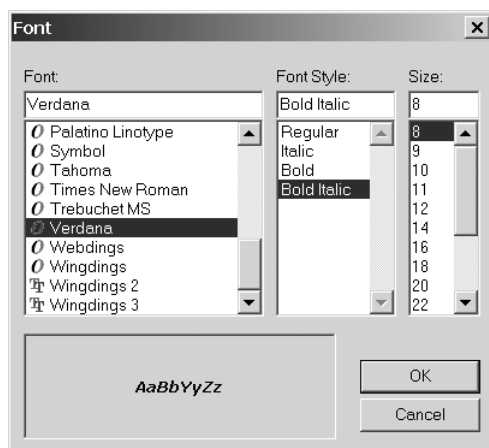 Font
Font: Font Style: Size:
Verdana Bold Italic 8
Palatino Linotype Regular 8
Symbol Italic 9
Tahoma Bold 10
Times New Roman Bold Italic 11
Trebuchet MS 12
Verdana 14
Webdings 16
Wingdings 18
Wingdings 2 20
Wingdings 3 22
AaBbYyZz
OK
Cancel